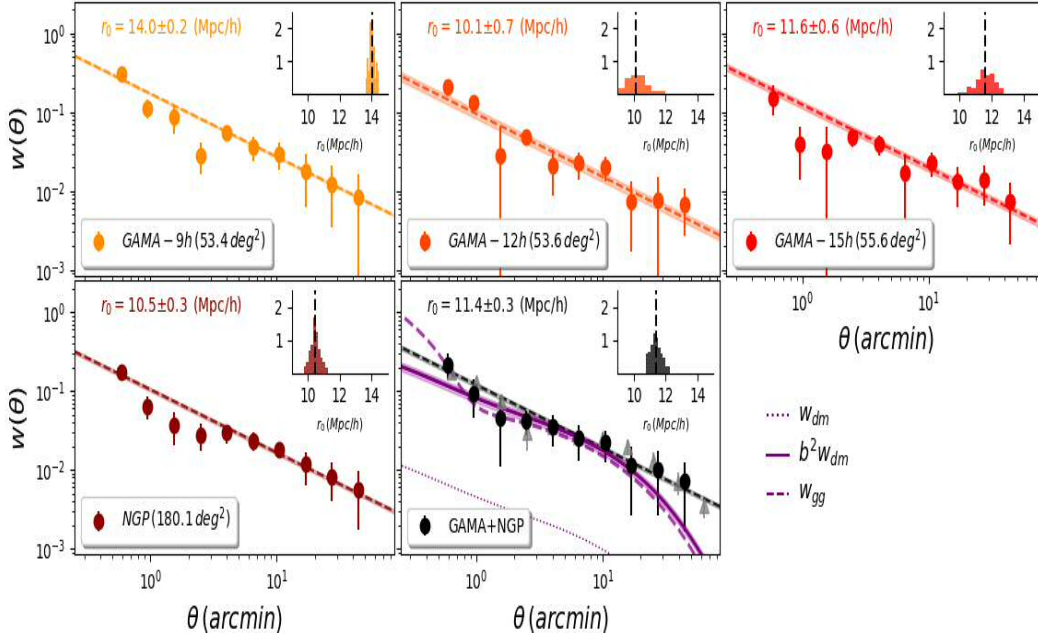 r₀ = 14.0±0.2 (Mpc/h)
2
1
10 12 14
r₀ (Mpc/h)
10⁰
10⁻¹
10⁻²
10⁻³
w(θ)
GAMA − 9h (53.4 deg²)
r₀ = 10.1±0.7 (Mpc/h)
2
1
10 12 14
r₀ (Mpc/h)
GAMA − 12h (53.6 deg²)
r₀ = 11.6±0.6 (Mpc/h)
2
1
10 12 14
r₀ (Mpc/h)
GAMA − 15h (55.6 deg²)
10⁰ 10¹
θ (arcmin)
r₀ = 10.5±0.3 (Mpc/h)
2
1
10 12 14
r₀ (Mpc/h)
10⁰
10⁻¹
10⁻²
10⁻³
w(θ)
NGP (180.1 deg²)
10⁰ 10¹
θ (arcmin)
r₀ = 11.4±0.3 (Mpc/h)
2
1
10 12 14
r₀ (Mpc/h)
GAMA+NGP
10⁰ 10¹
θ (arcmin)
w_dm
b²w_dm
w_gg